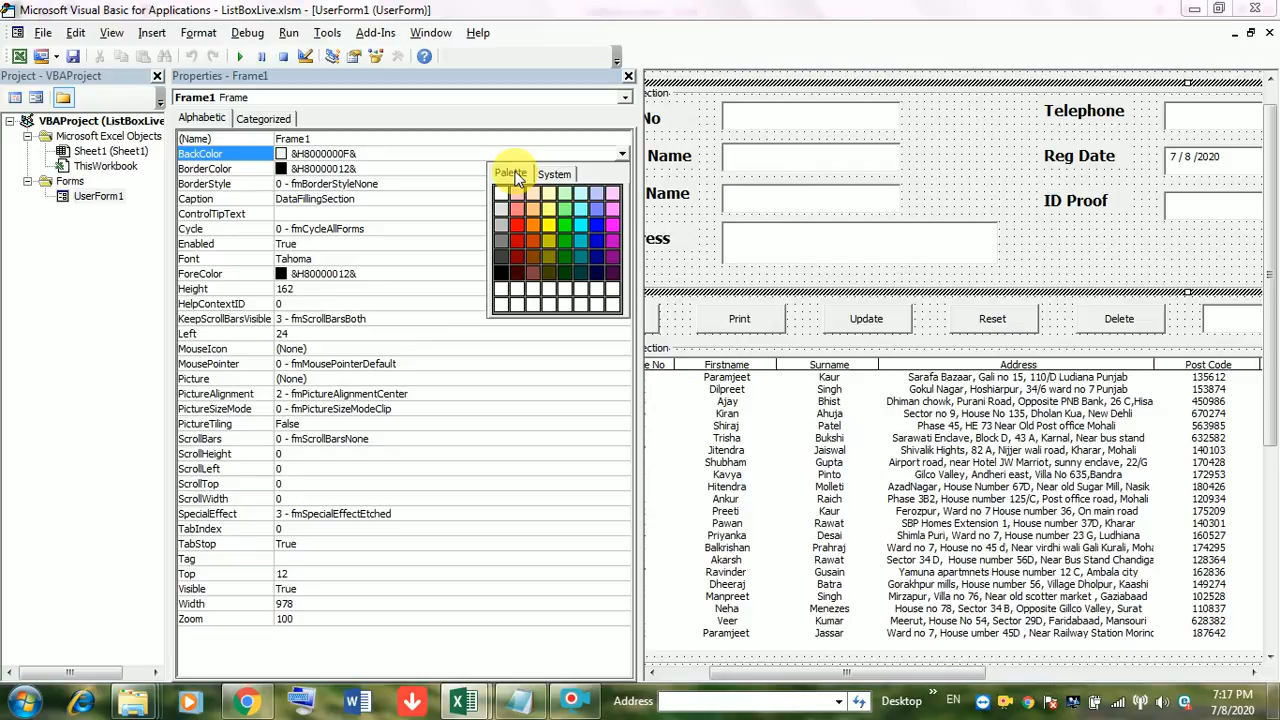 Microsoft Visual Basic for Applications - ListBoxLive.xlsm - [UserForm1 (UserForm)]
File Edit View Insert Format Debug Run Tools Add-Ins Window Help
Project - VBAProject
VBAProject (ListBoxLive
Microsoft Excel Objects
Sheet1 (Sheet1)
ThisWorkbook
Forms
UserForm1
Properties - Frame1
Frame1 Frame
Alphabetic Categorized
(Name) Frame1
BackColor &H8000000F&
BorderColor &H80000012&
BorderStyle 0 - fmBorderStyleNone
Caption DataFillingSection
ControlTipText
Cycle 0 - fmCycleAllForms
Enabled True
Font Tahoma
ForeColor &H80000012&
Height 162
HelpContextID 0
KeepScrollBarsVisible 3 - fmScrollBarsBoth
Left 24
MouseIcon (None)
MousePointer 0 - fmMousePointerDefault
Picture (None)
PictureAlignment 2 - fmPictureAlignmentCenter
PictureSizeMode 0 - fmPictureSizeModeClip
PictureTiling False
ScrollBars 0 - fmScrollBarsNone
ScrollHeight 0
ScrollLeft 0
ScrollTop 0
ScrollWidth 0
SpecialEffect 3 - fmSpecialEffectEtched
TabIndex 0
TabStop True
Tag
Top 12
Visible True
Width 978
Zoom 100
Palette System
ction
No Telephone
Name Reg Date 7 / 8 /2020
Name ID Proof
ress
Print Update Reset Delete
ection
e No Firstname Surname Address Post Code
Paramjeet Kaur Sarafa Bazaar, Gali no 15, 110/D Ludiana Punjab 135612
Dilpreet Singh Gokul Nagar, Hoshiarpur, 34/6 ward no 7 Punjab 153874
Ajay Bhist Dhiman chowk, Purani Road, Opposite PNB Bank, 26 C,Hisa 450986
Kiran Ahuja Sector no 9, House No 135, Dholan Kua, New Dehli 670274
Shiraj Patel Phase 45, HE 73 Near Old Post office Mohali 563985
Trisha Bukshi Sarawati Enclave, Block D, 43 A, Karnal, Near bus stand 632582
Jitendra Jaiswal Shivalik Heights, 82 A, Nijjer wali road, Kharar, Mohali 140103
Shubham Gupta Airport road, near Hotel JW Marriot, sunny enclave, 22/G 170428
Kavya Pinto Gilco Valley, Andheri east, Villa No 635,Bandra 172953
Hitendra Molleti AzadNagar, House Number 67D, Near old Sugar Mill, Nasik 180426
Ankur Raich Phase 3B2, House number 125/C, Post office road, Mohali 120934
Preeti Kaur Ferozpur, Ward no 7 House number 36, On main road 175209
Pawan Rawat SBP Homes Extension 1, House number 37D, Kharar 140301
Priyanka Desai Shimla Puri, Ward no 7, House number 23 G, Ludhiana 160527
Balkrishan Prahraj Ward no 7, House no 45 d, Near virdhi wali Gali Kurali, Moha 174295
Akarsh Rawat Sector 34 D, House number 56D, Near Bus Stand Chandiga 128364
Ravinder Gusain Yamuna apartmnets House number 12 C, Ambala city 162836
Dheeraj Batra Gorakhpur mills, House number 56, Village Dholpur, Kaashi 149274
Manpreet Singh Mirzapur, Villa no 76, Near old scotter market , Gaziabaad 102528
Neha Menezes House no 78, Sector 34 B, Opposite Gillco Valley, Surat 110837
Veer Kumar Meerut, House No 54, Sector 29D, Faridabaad, Mansouri 628382
Paramjeet Jassar Ward no 7, House umber 45D , Near Railway Station Morino 187642
Address Desktop » EN 7:17 PM
7/8/2020